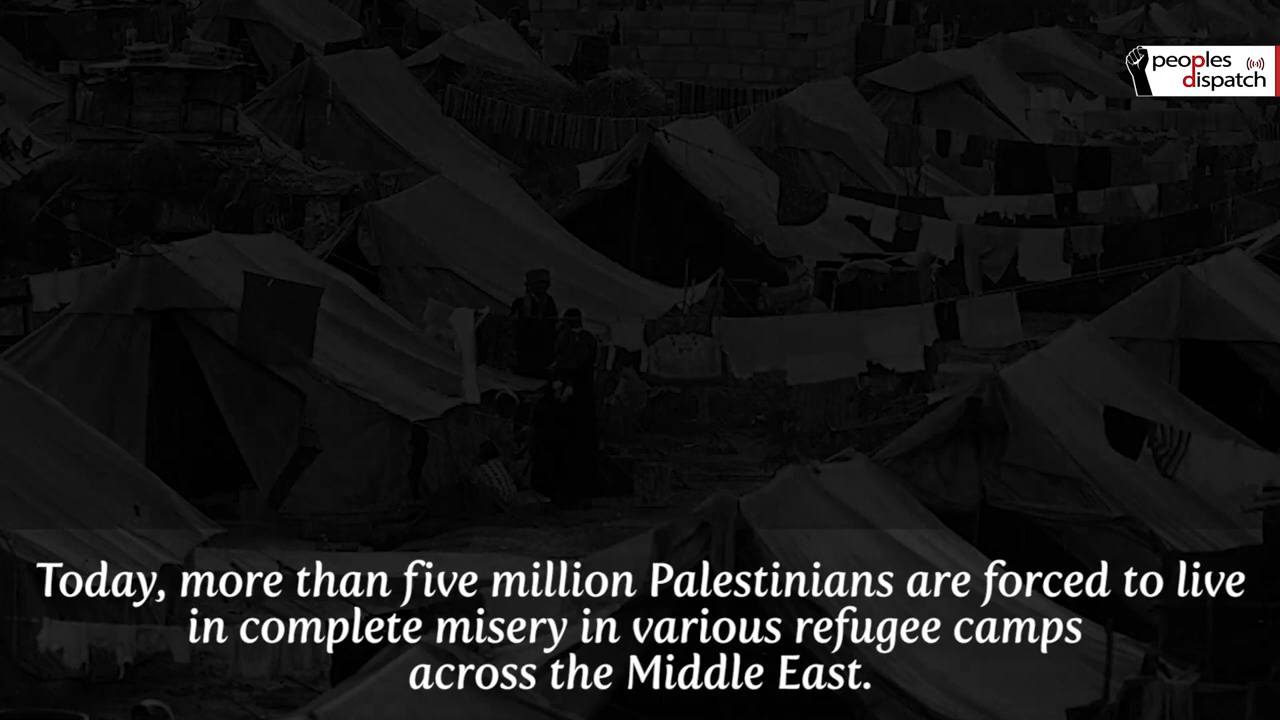 peoples
dispatch
Today, more than five million Palestinians are forced to live
in complete misery in various refugee camps
across the Middle East.